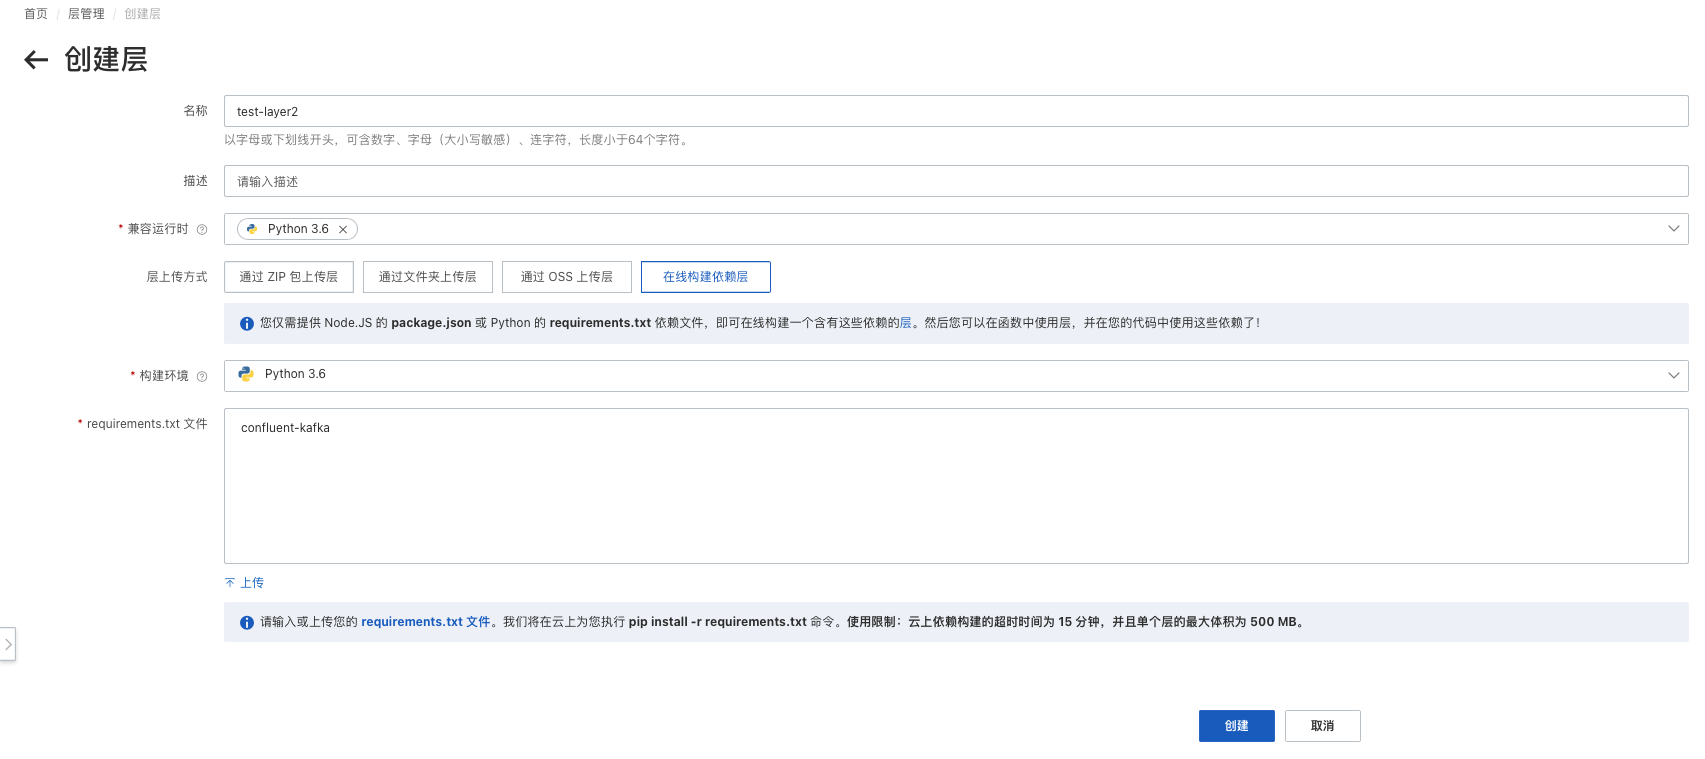 首页 / 层管理 / 创建层
创建层
名称
test-layer2
以字母或下划线开头，可含数字、字母（大小写敏感）、连字符，长度小于64个字符。
描述
请输入描述
* 兼容运行时
Python 3.6
层上传方式
通过 ZIP 包上传层 通过文件夹上传层 通过 OSS 上传层 在线构建依赖层
您仅需提供 Node.JS 的 package.json 或 Python 的 requirements.txt 依赖文件，即可在线构建一个含有这些依赖的层。然后您可以在函数中使用层，并在您的代码中使用这些依赖了！
* 构建环境
Python 3.6
* requirements.txt 文件
confluent-kafka
上传
请输入或上传您的 requirements.txt 文件。我们将在云上为您执行 pip install -r requirements.txt 命令。使用限制：云上依赖构建的超时时间为 15 分钟，并且单个层的最大体积为 500 MB。
创建 取消